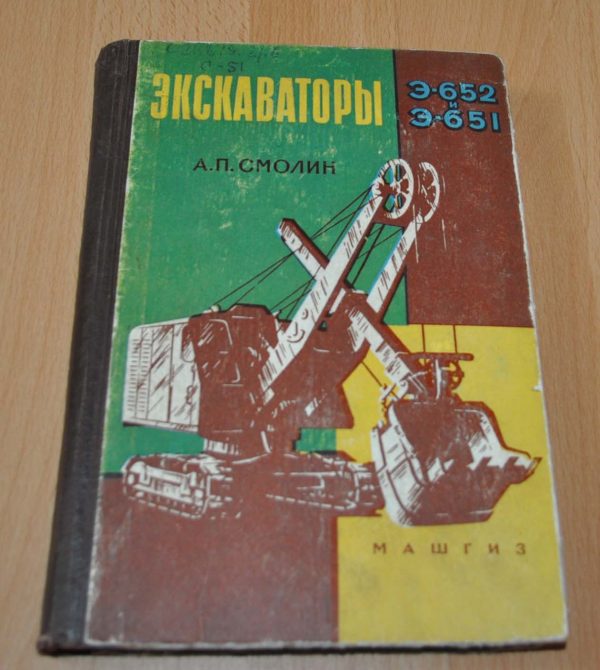 ЭКСКАВАТОРЫ
Э-652
и
Э-651
А.П.СМОЛИН
МАШГИЗ